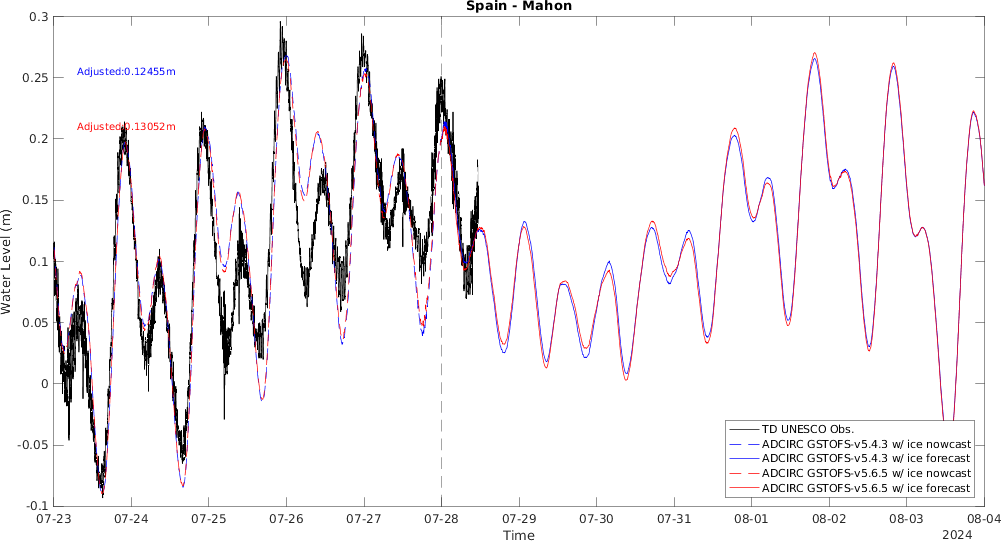 Spain - Mahon
0.3
0.25
0.2
0.15
0.1
0.05
0
-0.05
-0.1
Water Level (m)
Adjusted:0.12455m
Adjusted:0.13052m
TD UNESCO Obs.
ADCIRC GSTOFS-v5.4.3 w/ ice nowcast
ADCIRC GSTOFS-v5.4.3 w/ ice forecast
ADCIRC GSTOFS-v5.6.5 w/ ice nowcast
ADCIRC GSTOFS-v5.6.5 w/ ice forecast
07-23 07-24 07-25 07-26 07-27 07-28 07-29 07-30 07-31 08-01 08-02 08-03 08-04
Time
2024